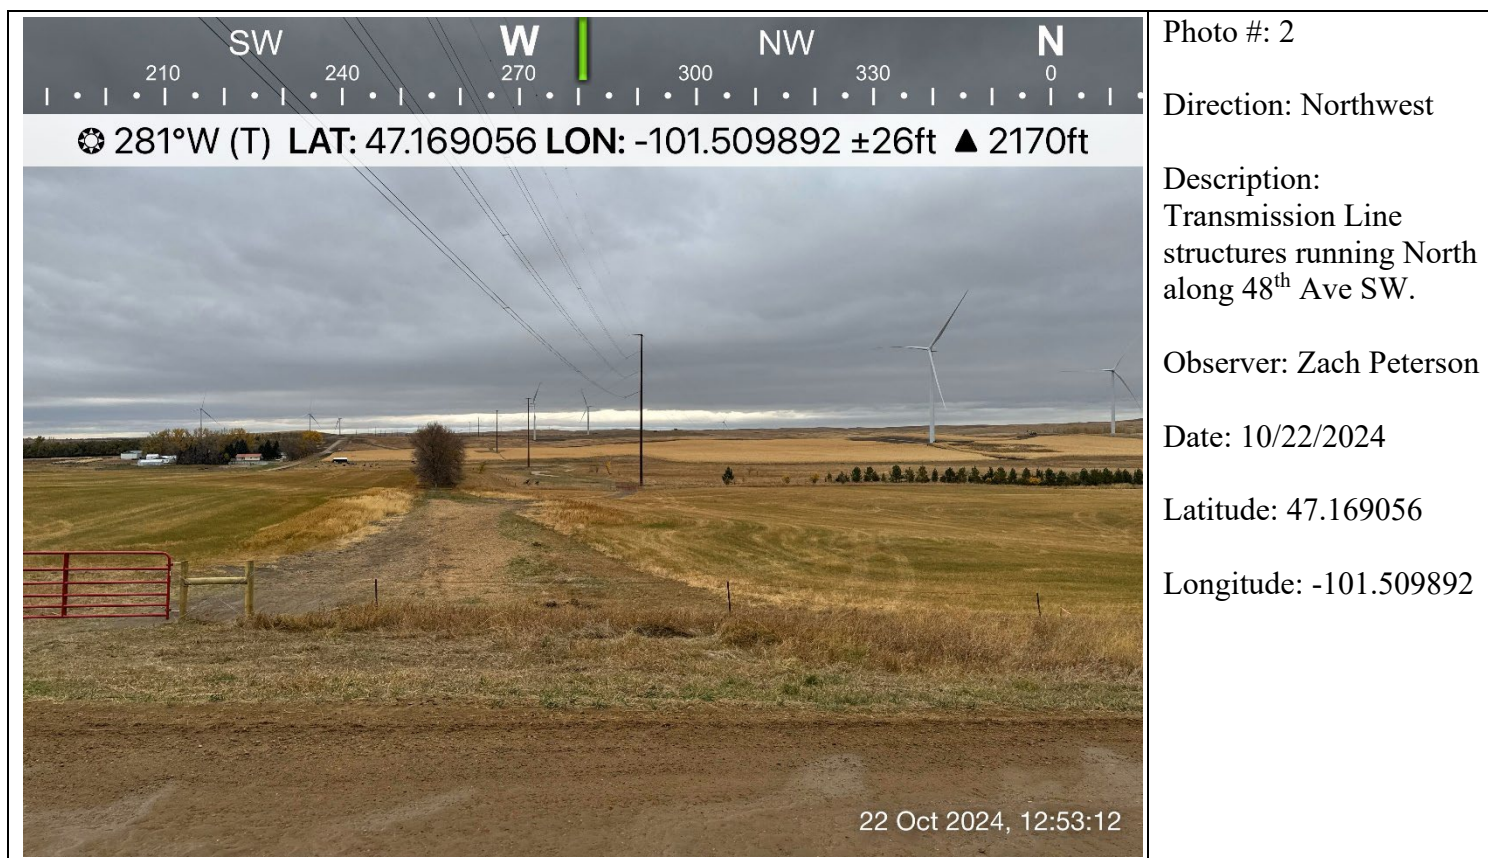 SW W NW N
210 240 270 300 330 0
281°W (T) LAT: 47.169056 LON: -101.509892 ±26ft ▲ 2170ft
22 Oct 2024, 12:53:12
Photo #: 2
Direction: Northwest
Description:
Transmission Line
structures running North
along 48th Ave SW.
Observer: Zach Peterson
Date: 10/22/2024
Latitude: 47.169056
Longitude: -101.509892